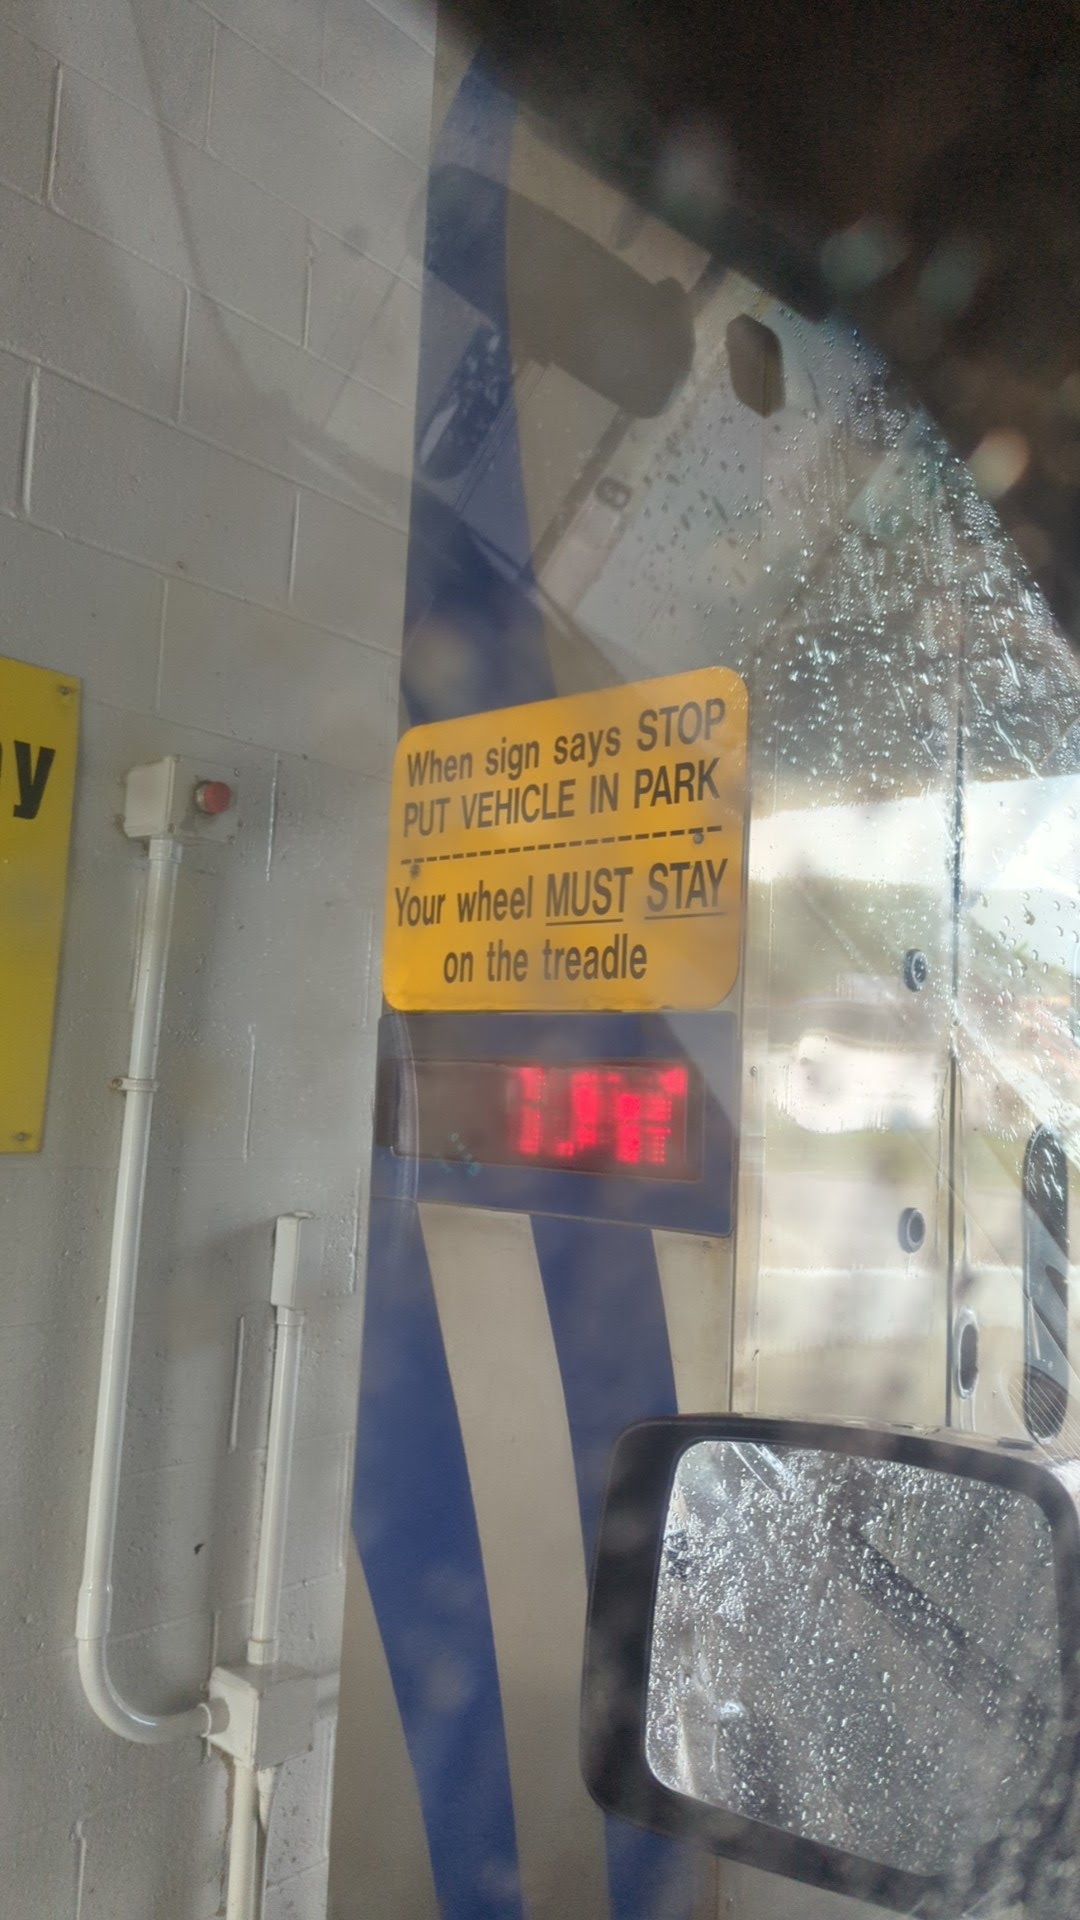 When sign says STOP
PUT VEHICLE IN PARK
Your wheel MUST STAY
on the treadle